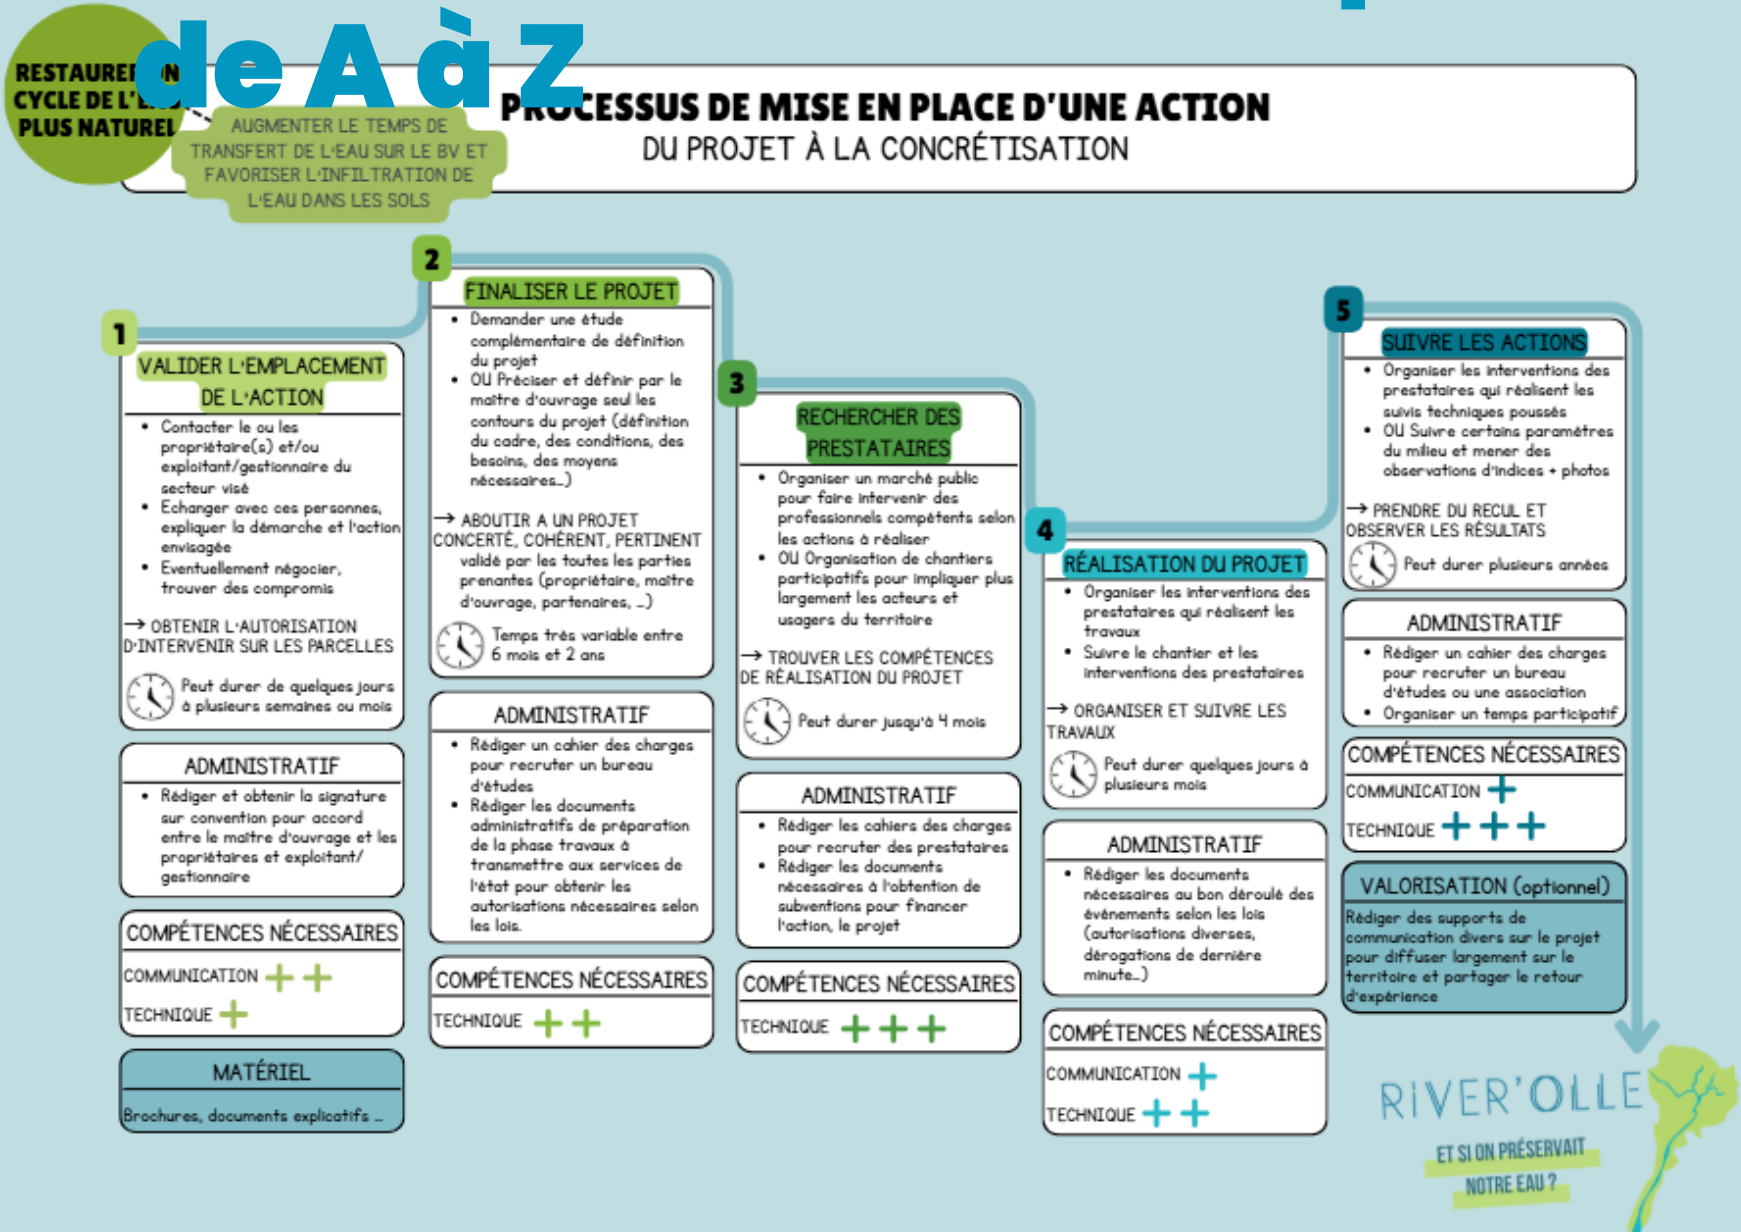 de A à Z
RESTAURER UN
CYCLE DE L'EAU
PLUS NATUREL
AUGMENTER LE TEMPS DE
TRANSFERT DE L'EAU SUR LE BV ET
FAVORISER L'INFILTRATION DE
L'EAU DANS LES SOLS
PROCESSUS DE MISE EN PLACE D'UNE ACTION
DU PROJET À LA CONCRÉTISATION
1
VALIDER L'EMPLACEMENT
DE L'ACTION
• Contacter le ou les
propriétaire(s) et/ou
exploitant/gestionnaire du
secteur visé
• Echanger avec ces personnes,
expliquer la démarche et l'action
envisagée
• Eventuellement négocier,
trouver des compromis
→ OBTENIR L'AUTORISATION
D'INTERVENIR SUR LES PARCELLES
Peut durer de quelques jours
à plusieurs semaines ou mois
ADMINISTRATIF
• Rédiger et obtenir la signature
sur convention pour accord
entre le maître d'ouvrage et les
propriétaires et exploitant/
gestionnaire
COMPÉTENCES NÉCESSAIRES
COMMUNICATION + +
TECHNIQUE +
MATÉRIEL
Brochures, documents explicatifs ...
2
FINALISER LE PROJET
• Demander une étude
complémentaire de définition
du projet
• OU Préciser et définir par le
maître d'ouvrage seul les
contours du projet (définition
du cadre, des conditions, des
besoins, des moyens
nécessaires...)
→ ABOUTIR A UN PROJET
CONCERTÉ, COHÉRENT, PERTINENT
validé par les toutes les parties
prenantes (propriétaire, maître
d'ouvrage, partenaires, ...)
Temps très variable entre
6 mois et 2 ans
ADMINISTRATIF
• Rédiger un cahier des charges
pour recruter un bureau
d'études
• Rédiger les documents
administratifs de préparation
de la phase travaux à
transmettre aux services de
l'état pour obtenir les
autorisations nécessaires selon
les lois.
COMPÉTENCES NÉCESSAIRES
TECHNIQUE + +
3
RECHERCHER DES
PRESTATAIRES
• Organiser un marché public
pour faire intervenir des
professionnels compétents selon
les actions à réaliser
• OU Organisation de chantiers
participatifs pour impliquer plus
largement les acteurs et
usagers du territoire
→ TROUVER LES COMPÉTENCES
DE RÉALISATION DU PROJET
Peut durer jusqu'à 4 mois
ADMINISTRATIF
• Rédiger les cahiers des charges
pour recruter des prestataires
• Rédiger les documents
nécessaires à l'obtention de
subventions pour financer
l'action, le projet
COMPÉTENCES NÉCESSAIRES
TECHNIQUE + + +
4
RÉALISATION DU PROJET
• Organiser les interventions des
prestataires qui réalisent les
travaux
• Suivre le chantier et les
interventions des prestataires
→ ORGANISER ET SUIVRE LES
TRAVAUX
Peut durer quelques jours à
plusieurs mois
ADMINISTRATIF
• Rédiger les documents
nécessaires au bon déroulé des
événements selon les lois
(autorisations diverses,
dérogations de dernière
minute...)
COMPÉTENCES NÉCESSAIRES
COMMUNICATION +
TECHNIQUE + +
5
SUIVRE LES ACTIONS
• Organiser les interventions des
prestataires qui réalisent les
suivis techniques poussés
• OU Suivre certains paramètres
du milieu et mener des
observations d'indices + photos
→ PRENDRE DU RECUL ET
OBSERVER LES RÉSULTATS
Peut durer plusieurs années
ADMINISTRATIF
• Rédiger un cahier des charges
pour recruter un bureau
d'études ou une association
• Organiser un temps participatif
COMPÉTENCES NÉCESSAIRES
COMMUNICATION +
TECHNIQUE + + +
VALORISATION (optionnel)
Rédiger des supports de
communication divers sur le projet
pour diffuser largement sur le
territoire et partager le retour
d'expérience
RIVER'OLLE
ET SI ON PRÉSERVAIT
NOTRE EAU ?